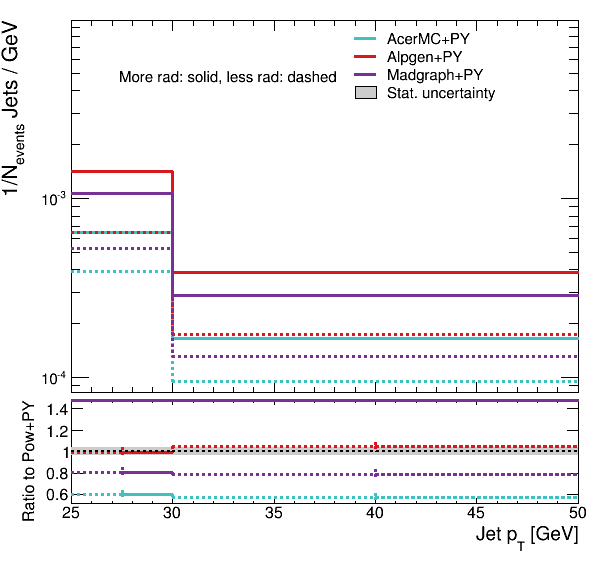 1/N_events Jets / GeV
AcerMC+PY
Alpgen+PY
More rad: solid, less rad: dashed
Madgraph+PY
Stat. uncertainty
10^-3
10^-4
Ratio to Pow+PY
1.4
1.2
1
0.8
0.6
25 30 35 40 45 50
Jet p_T [GeV]